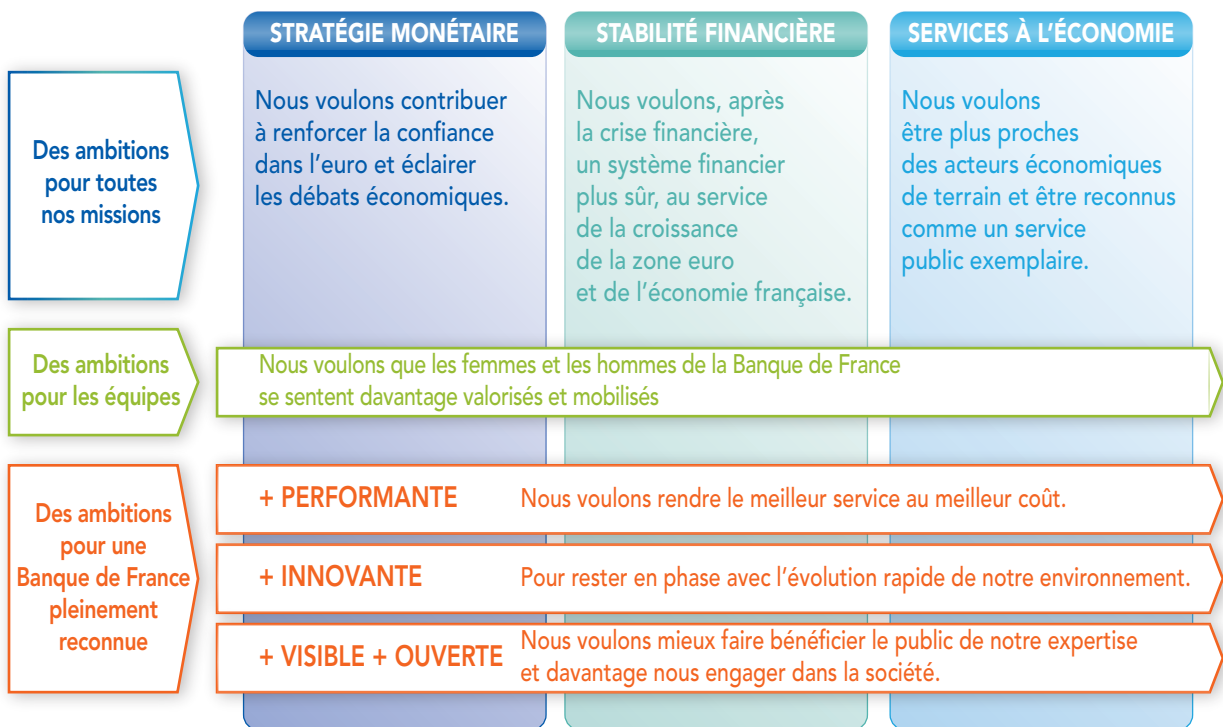 STRATÉGIE MONÉTAIRE
STABILITÉ FINANCIÈRE
SERVICES À L'ÉCONOMIE
Des ambitions
pour toutes
nos missions
Nous voulons contribuer
à renforcer la confiance
dans l'euro et éclairer
les débats économiques.
Nous voulons, après
la crise financière,
un système financier
plus sûr, au service
de la croissance
de la zone euro
et de l'économie française.
Nous voulons
être plus proches
des acteurs économiques
de terrain et être reconnus
comme un service
public exemplaire.
Des ambitions
pour les équipes
Nous voulons que les femmes et les hommes de la Banque de France
se sentent davantage valorisés et mobilisés
Des ambitions
pour une
Banque de France
pleinement
reconnue
+ PERFORMANTE
Nous voulons rendre le meilleur service au meilleur coût.
+ INNOVANTE
Pour rester en phase avec l'évolution rapide de notre environnement.
+ VISIBLE + OUVERTE
Nous voulons mieux faire bénéficier le public de notre expertise
et davantage nous engager dans la société.